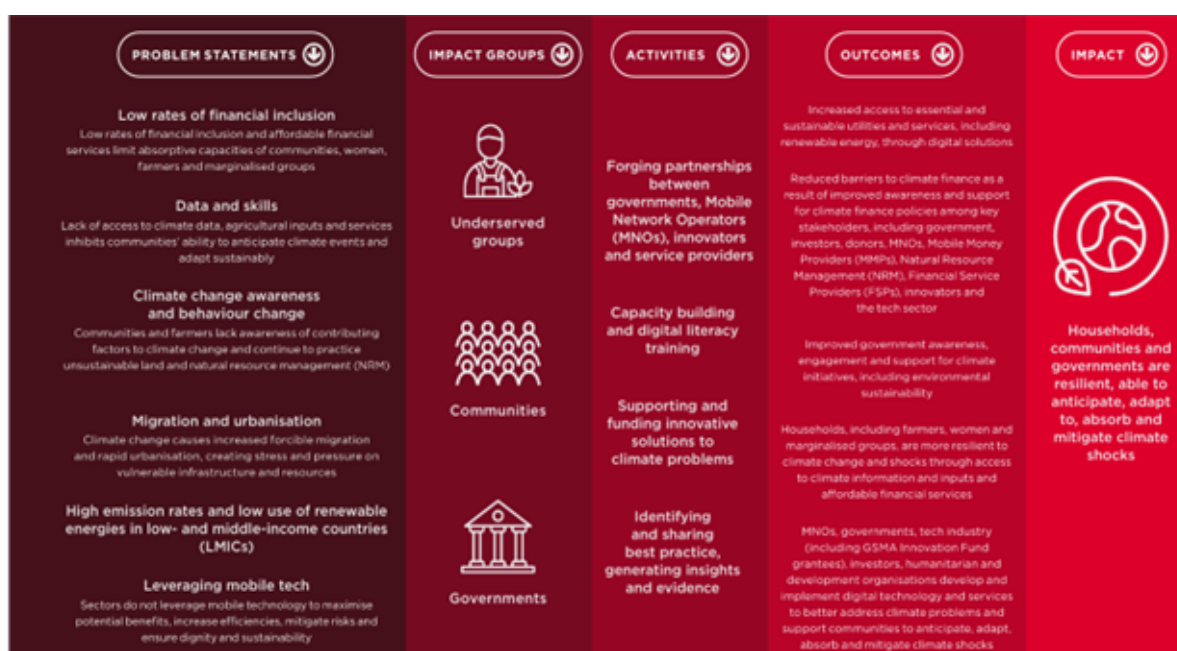 PROBLEM STATEMENTS
Low rates of financial inclusion
Low rates of financial inclusion and affordable financial
services limit absorptive capacities of communities, women,
farmers and marginalised groups
Data and skills
Lack of access to climate data, agricultural inputs and services
inhibits communities' ability to anticipate climate events and
adapt sustainably
Climate change awareness
and behaviour change
Communities and farmers lack awareness of contributing
factors to climate change and continue to practice
unsustainable land and natural resource management (NRM)
Migration and urbanisation
Climate change causes increased forcible migration
and rapid urbanisation, creating stress and pressure on
vulnerable infrastructure and resources
High emission rates and low use of renewable
energies in low- and middle-income countries
(LMICs)
Leveraging mobile tech
Sectors do not leverage mobile technology to maximise
potential benefits, increase efficiencies, mitigate risks and
ensure dignity and sustainability
IMPACT GROUPS
Underserved
groups
Communities
Governments
ACTIVITIES
Forging partnerships
between
governments, Mobile
Network Operators
(MNOs), innovators
and service providers
Capacity building
and digital literacy
training
Supporting and
funding innovative
solutions to
climate problems
Identifying
and sharing
best practice,
generating insights
and evidence
OUTCOMES
Increased access to essential and
sustainable utilities and services, including
renewable energy, through digital solutions
Reduced barriers to climate finance as a
result of improved awareness and support
for climate finance policies among key
stakeholders, including government,
investors, donors, MNOs, Mobile Money
Providers (MMPs), Natural Resource
Management (NRM), Financial Service
Providers (FSPs), innovators and
the tech sector
Improved government awareness,
engagement and support for climate
initiatives, including environmental
sustainability
Households, including farmers, women and
marginalised groups, are more resilient to
climate change and shocks through access
to climate information and inputs and
affordable financial services
MNOs, governments, tech industry
(including GSMA Innovation Fund
grantees), investors, humanitarian and
development organisations develop and
implement digital technology and services
to better address climate problems and
support communities to anticipate, adapt,
absorb and mitigate climate shocks
IMPACT
Households,
communities and
governments are
resilient, able to
anticipate, adapt
to, absorb and
mitigate climate
shocks